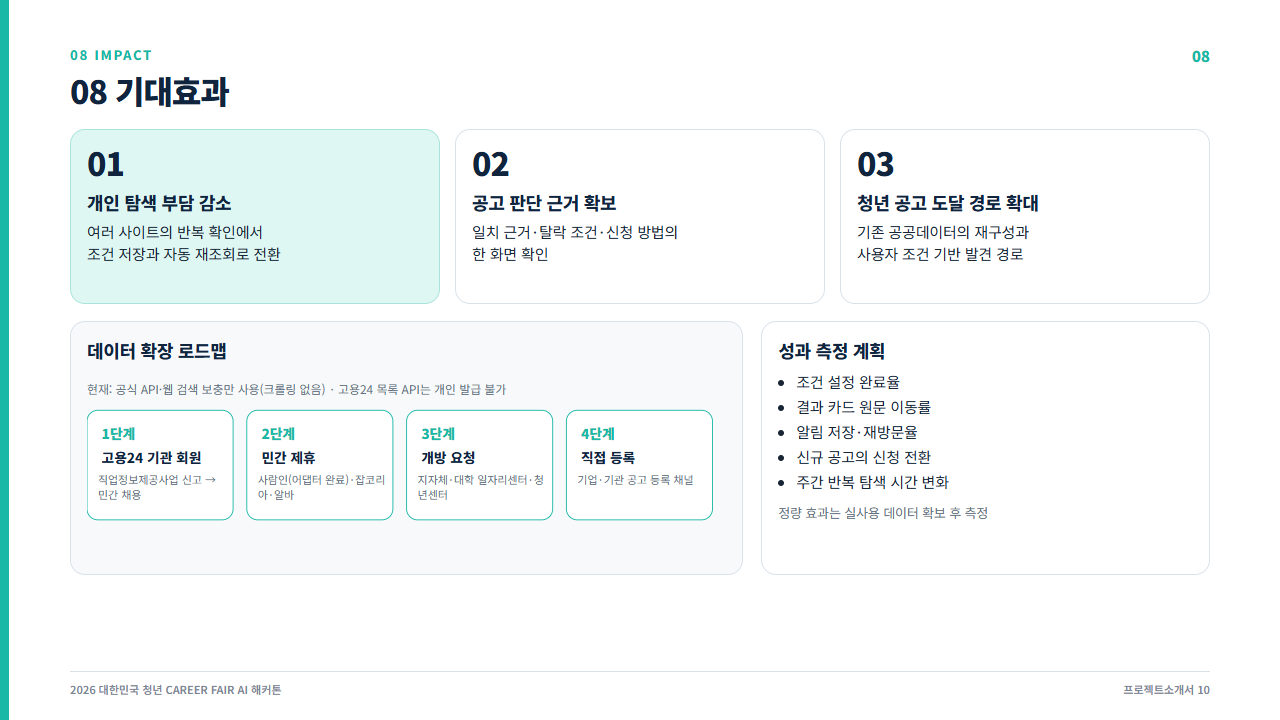 08 IMPACT
08
08 기대효과
01
개인 탐색 부담 감소
여러 사이트의 반복 확인에서
조건 저장과 자동 재조회로 전환
02
공고 판단 근거 확보
일치 근거·탈락 조건·신청 방법의
한 화면 확인
03
청년 공고 도달 경로 확대
기존 공공데이터의 재구성과
사용자 조건 기반 발견 경로
데이터 확장 로드맵
현재: 공식 API·웹 검색 보충만 사용(크롤링 없음) · 고용24 목록 API는 개인 발급 불가
1단계
고용24 기관 회원
직업정보제공사업 신고 →
민간 채용
2단계
민간 제휴
사람인(어댑터 완료)·잡코리
아·알바
3단계
개방 요청
지자체·대학 일자리센터·청
년센터
4단계
직접 등록
기업·기관 공고 등록 채널
성과 측정 계획
• 조건 설정 완료율
• 결과 카드 원문 이동률
• 알림 저장·재방문율
• 신규 공고의 신청 전환
• 주간 반복 탐색 시간 변화
정량 효과는 실사용 데이터 확보 후 측정
2026 대한민국 청년 CAREER FAIR AI 해커톤
프로젝트소개서 10